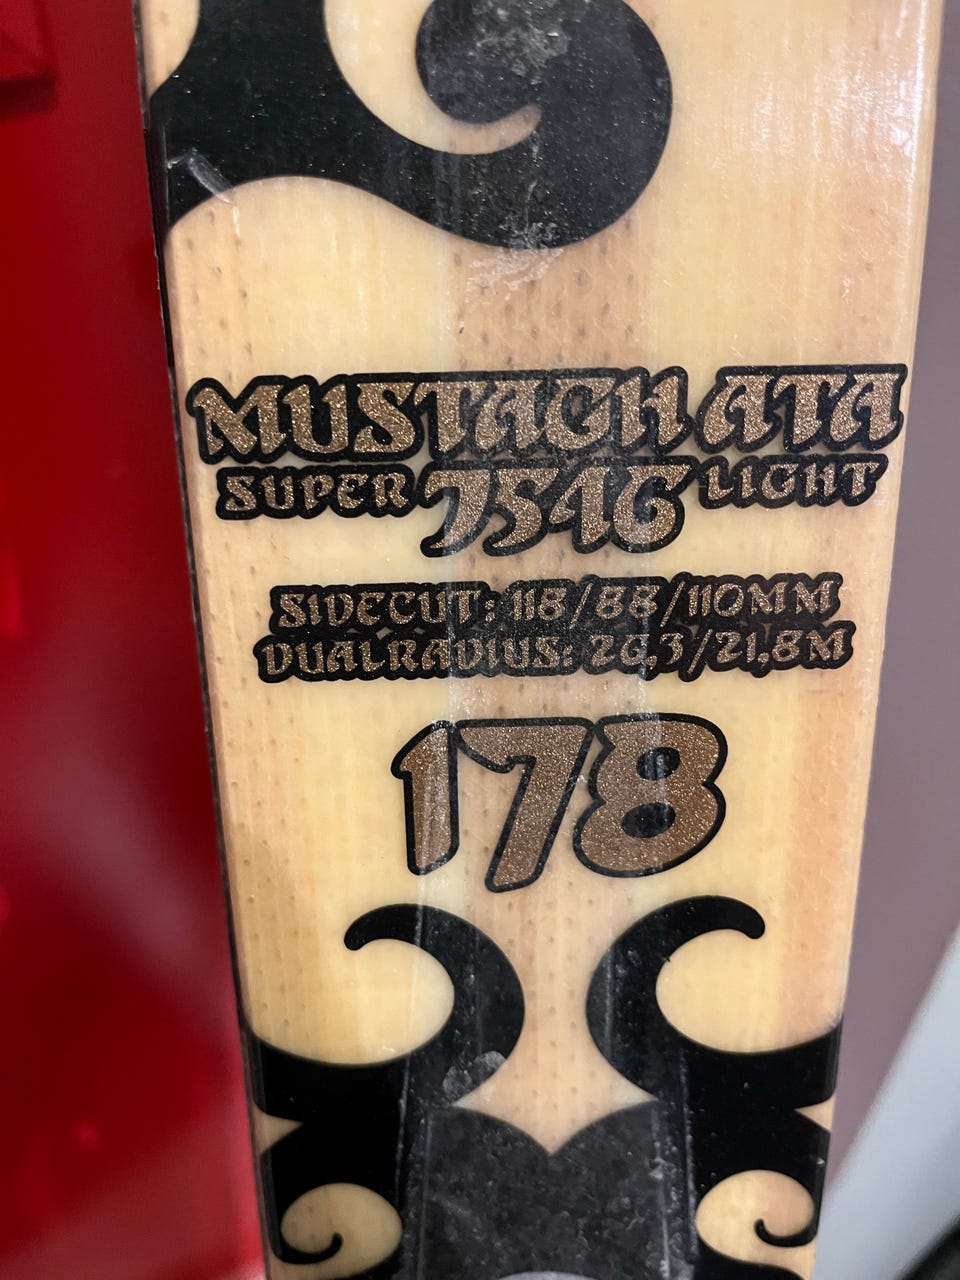 MUSTAGH ATA
SUPER 7546 LIGHT
SIDECUT: 118/88/110MM
DUALRADIUS: 26,3/21,8M
178